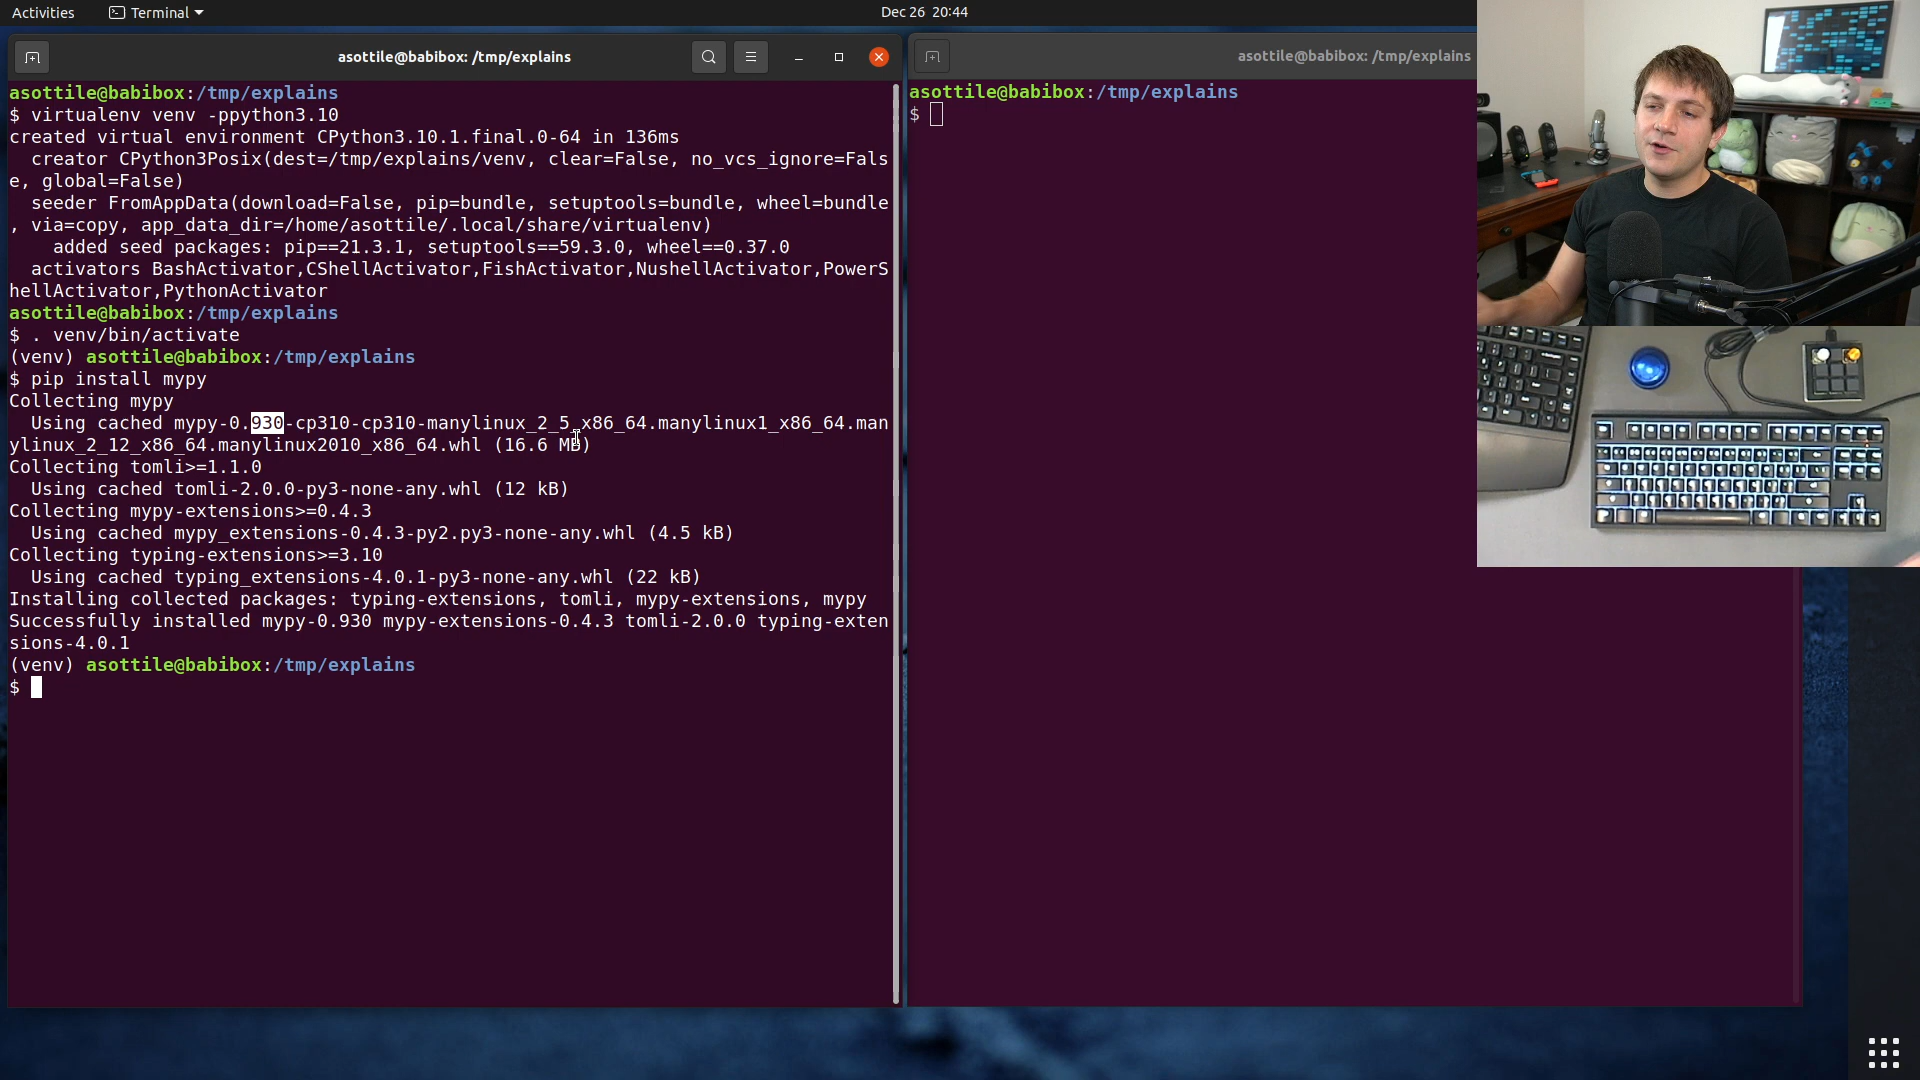 Activities
Terminal
Dec 26 20:44
asottile@babibox: /tmp/explains
asottile@babibox:/tmp/explains
$ virtualenv venv -ppython3.10
created virtual environment CPython3.10.1.final.0-64 in 136ms
  creator CPython3Posix(dest=/tmp/explains/venv, clear=False, no_vcs_ignore=Fals
e, global=False)
  seeder FromAppData(download=False, pip=bundle, setuptools=bundle, wheel=bundle
, via=copy, app_data_dir=/home/asottile/.local/share/virtualenv)
    added seed packages: pip==21.3.1, setuptools==59.3.0, wheel==0.37.0
  activators BashActivator,CShellActivator,FishActivator,NushellActivator,PowerS
hellActivator,PythonActivator
asottile@babibox:/tmp/explains
$ . venv/bin/activate
(venv) asottile@babibox:/tmp/explains
$ pip install mypy
Collecting mypy
  Using cached mypy-0.930-cp310-cp310-manylinux_2_5_x86_64.manylinux1_x86_64.man
ylinux_2_12_x86_64.manylinux2010_x86_64.whl (16.6 MB)
Collecting tomli>=1.1.0
  Using cached tomli-2.0.0-py3-none-any.whl (12 kB)
Collecting mypy-extensions>=0.4.3
  Using cached mypy_extensions-0.4.3-py2.py3-none-any.whl (4.5 kB)
Collecting typing-extensions>=3.10
  Using cached typing_extensions-4.0.1-py3-none-any.whl (22 kB)
Installing collected packages: typing-extensions, tomli, mypy-extensions, mypy
Successfully installed mypy-0.930 mypy-extensions-0.4.3 tomli-2.0.0 typing-exten
sions-4.0.1
(venv) asottile@babibox:/tmp/explains
$
asottile@babibox: /tmp/explains
asottile@babibox:/tmp/explains
$